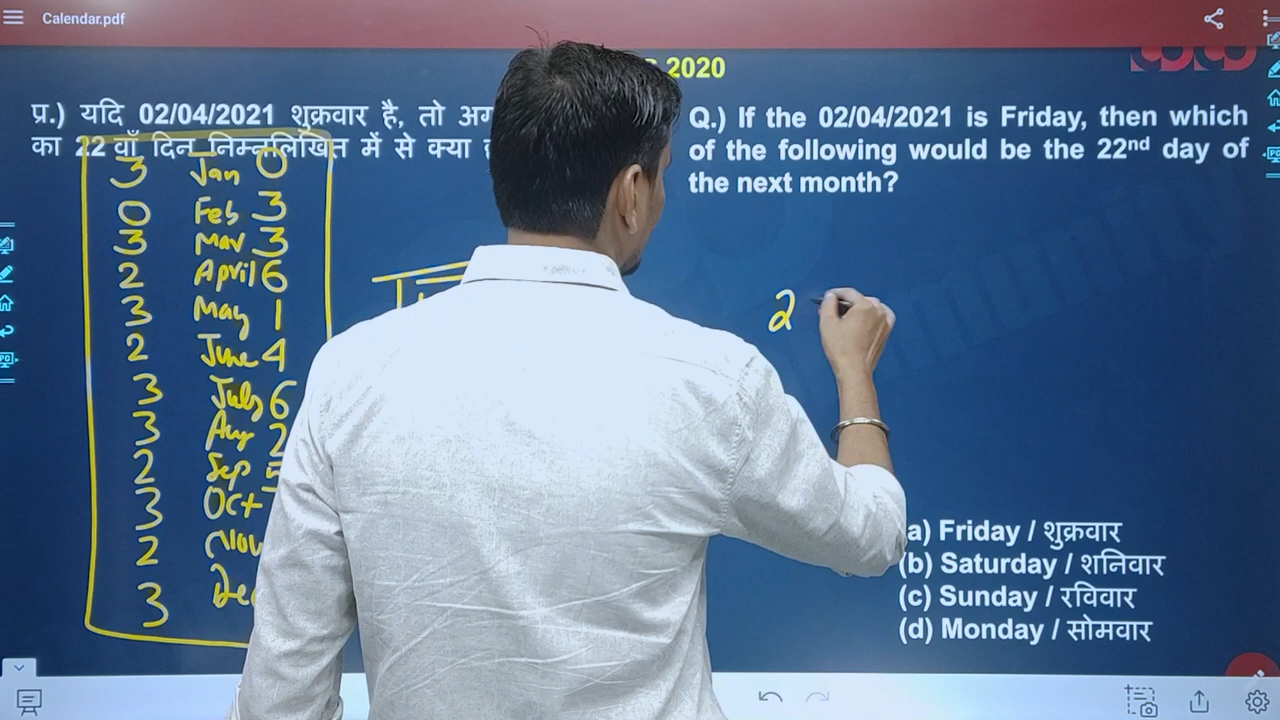 Calendar.pdf
2020
प्र.) यदि 02/04/2021 शुक्रवार है, तो
का 22 वाँ दिन निम्नलिखित में से क्या
Q.) If the 02/04/2021 is Friday, then which
of the following would be the 22nd day of
the next month?
3 Jan 0
0 Feb 3
3 Mar 3
2 April 6
3 May 1
2 June 4
3 July 6
3 Aug 2
2 Sep 5
3 Oct
2 Nov
3
2
a) Friday / शुक्रवार
(b) Saturday / शनिवार
(c) Sunday / रविवार
(d) Monday / सोमवार